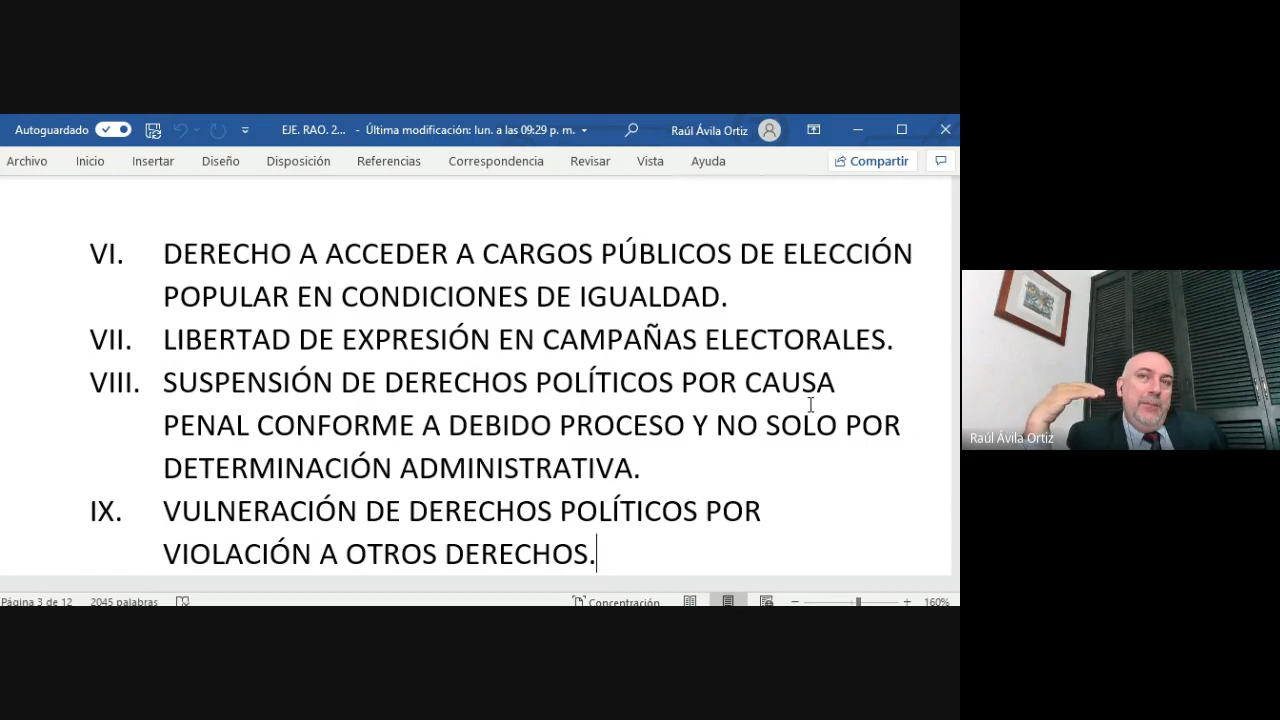 Autoguardado EJE. RAO. 2... - Última modificación: lun. a las 09:29 p. m. Raúl Ávila Ortiz
Archivo Inicio Insertar Diseño Disposición Referencias Correspondencia Revisar Vista Ayuda Compartir
VI. DERECHO A ACCEDER A CARGOS PÚBLICOS DE ELECCIÓN
POPULAR EN CONDICIONES DE IGUALDAD.
VII. LIBERTAD DE EXPRESIÓN EN CAMPAÑAS ELECTORALES.
VIII. SUSPENSIÓN DE DERECHOS POLÍTICOS POR CAUSA
PENAL CONFORME A DEBIDO PROCESO Y NO SOLO POR
DETERMINACIÓN ADMINISTRATIVA.
IX. VULNERACIÓN DE DERECHOS POLÍTICOS POR
VIOLACIÓN A OTROS DERECHOS.
Página 3 de 12 2045 palabras Concentración 160%
Raúl Ávila Ortiz